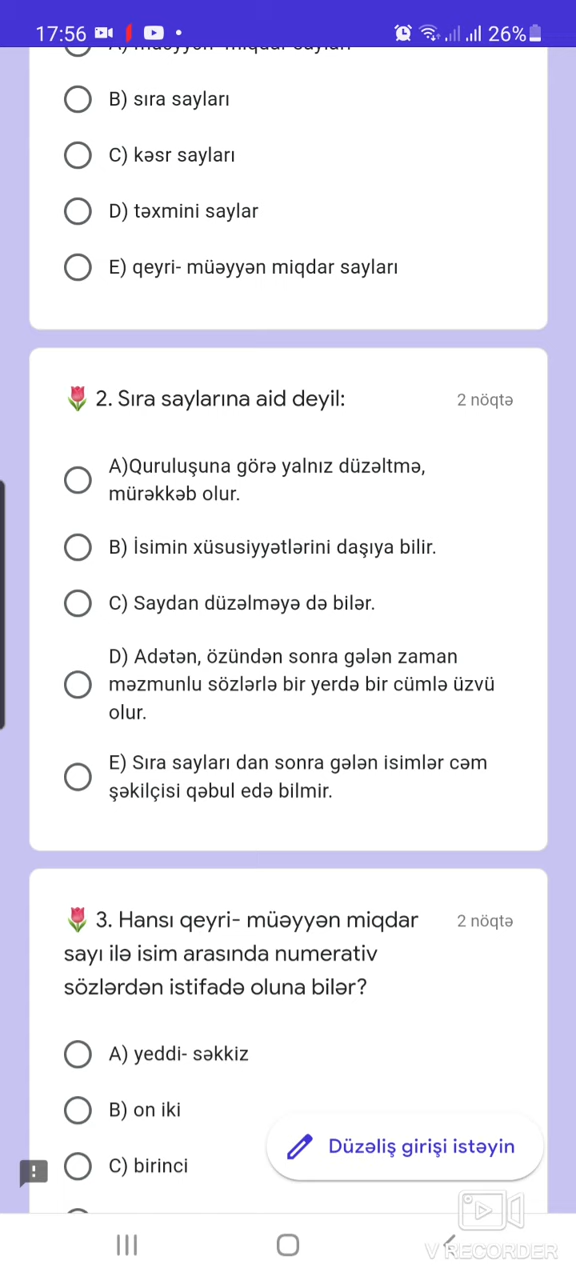 17:56
26%
B) sıra sayları
C) kəsr sayları
D) təxmini saylar
E) qeyri- müəyyən miqdar sayları
2. Sıra saylarına aid deyil:
2 nöqtə
A)Quruluşuna görə yalnız düzəltmə,
mürəkkəb olur.
B) İsimin xüsusiyyətlərini daşıya bilir.
C) Saydan düzəlməyə də bilər.
D) Adətən, özündən sonra gələn zaman
məzmunlu sözlərlə bir yerdə bir cümlə üzvü
olur.
E) Sıra sayları dan sonra gələn isimlər cəm
şəkilçisi qəbul edə bilmir.
3. Hansı qeyri- müəyyən miqdar
2 nöqtə
sayı ilə isim arasında numerativ
sözlərdən istifadə oluna bilər?
A) yeddi- səkkiz
B) on iki
Düzəliş girişi istəyin
C) birinci
V RECORDER